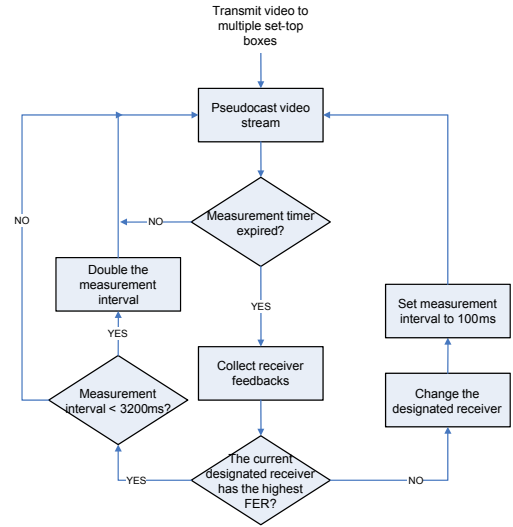 Transmit video to
multiple set-top
boxes
Pseudocast video
stream
Measurement timer
expired?
NO
NO
Double the
measurement
interval
YES
Set measurement
interval to 100ms
YES
Collect receiver
feedbacks
Change the
designated receiver
Measurement
interval < 3200ms?
The current
designated receiver
has the highest
FER?
YES
NO